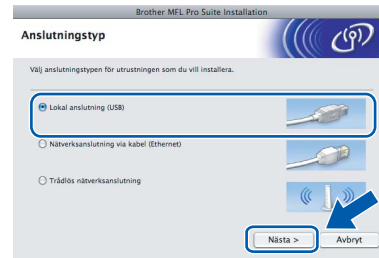 Brother MFL Pro Suite Installation
Anslutningstyp
Välj anslutningstypen för utrustningen som du vill installera.
Lokal anslutning (USB)
Nätverksanslutning via kabel (Ethernet)
Trådlös nätverksanslutning
Nästa >
Avbryt